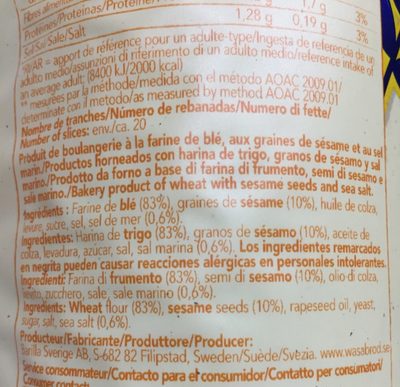 Fibres alimentaires/
Protéines/Proteínas/Proteine/ 1,7 g
Sel/Sal/Sale/Salt 1,28 g 0,19 g 3%
3%
*RI/AR = apport de référence pour un adulte-type/Ingesta de referencia de un
adulto medio/assunzioni di riferimento di un adulto medio/reference intake of
an average adult (8400 kJ/2000 kcal)
** mesurées par la méthode/medida con el método AOAC 2009 01/
determinate con il metodo/as measured by method AOAC 2009.01
Nombre de tranches/Número de rebanadas/Numero di fette/
Number of slices: env./ca. 20
Produit de boulangerie à la farine de blé, aux graines de sésame et au sel
marin./Productos horneados con harina de trigo, granos de sésamo y sal
marina./Prodotto da forno a base di farina di frumento, semi di sesamo e
sale marino./Bakery product of wheat with sesame seeds and sea salt.
Ingrédients : Farine de blé (83%), graines de sésame (10%), huile de colza,
levure, sucre, sel, sel de mer (0,6%).
Ingredientes: Harina de trigo (83%), granos de sésamo (10%), aceite de
colza, levadura, azúcar, sal, sal marina (0,6%). Los ingredientes remarcados
en negrita pueden causar reacciones alérgicas en personales intolerantes.
Ingredienti: Farina di frumento (83%), semi di sesamo (10%), olio di colza,
lievito, zucchero, sale, sale marino (0,6%).
Ingredients: Wheat flour (83%), sesame seeds (10%), rapeseed oil, yeast,
sugar, salt, sea salt (0,6%).
Producteur/Fabricante/Produttore/Producer:
Barilla Sverige AB, S-682 82 Filipstad, Sweden/Suède/Svezia. www.wasabrod.se
Service consommateur/Contacto para el consumidor/Contatto per consumatori/
Consumer contact: